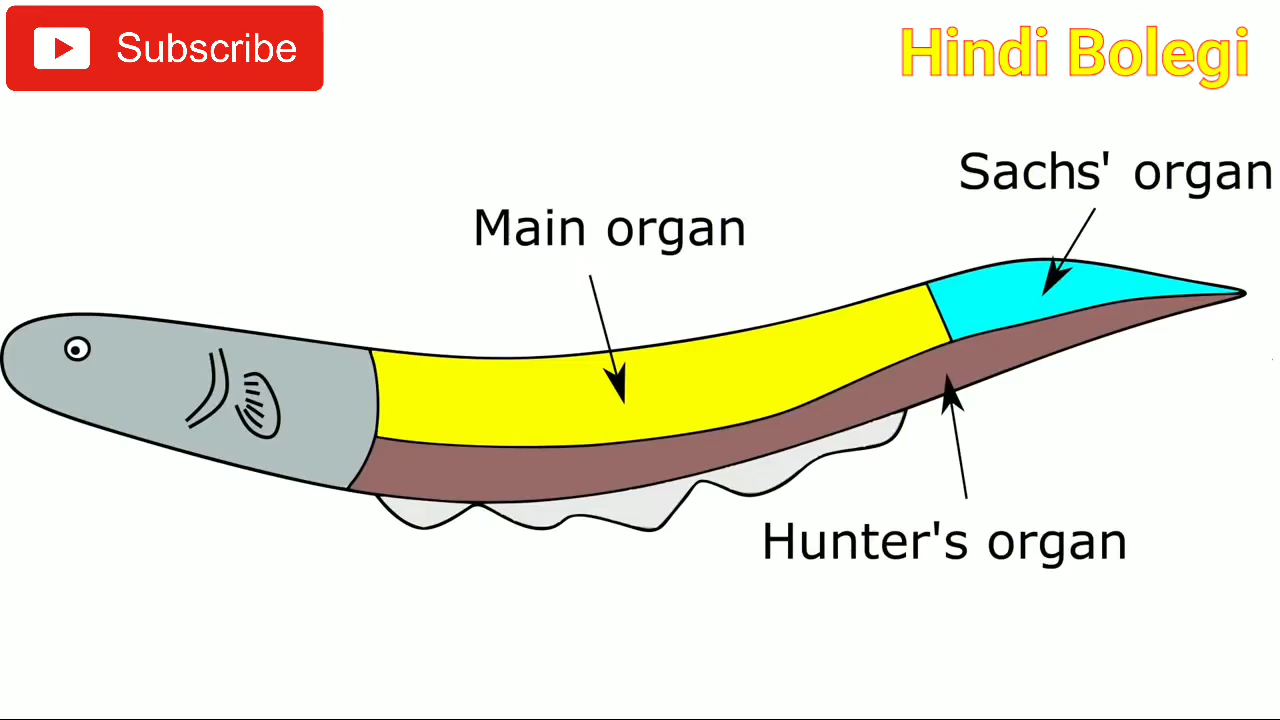 Subscribe
Hindi Bolegi
Sachs' organ
Main organ
Hunter's organ